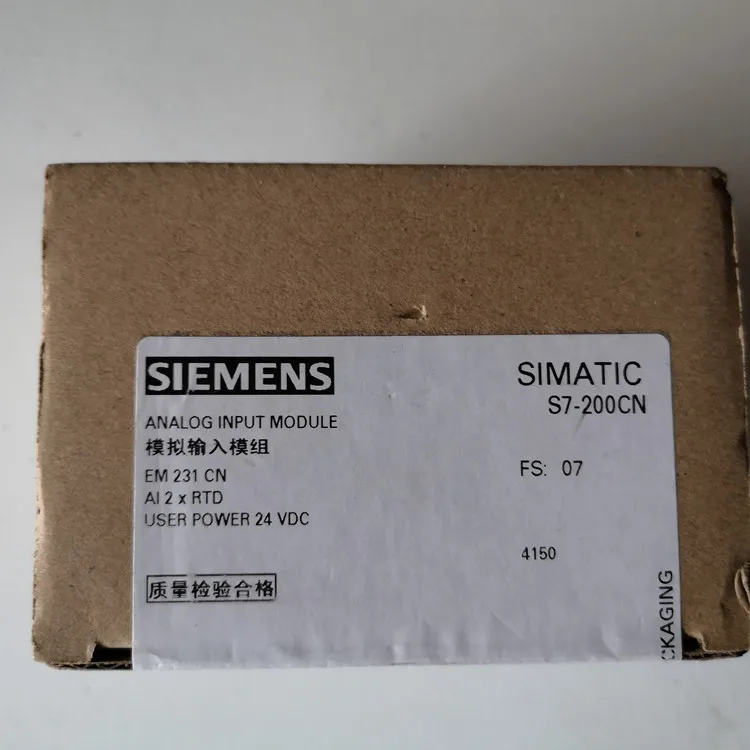 SIEMENS
SIMATIC
S7-200CN
ANALOG INPUT MODULE
模拟输入模组
EM 231 CN
AI 2 x RTD
USER POWER 24 VDC
FS: 07
4150
质量检验合格
CKAGING